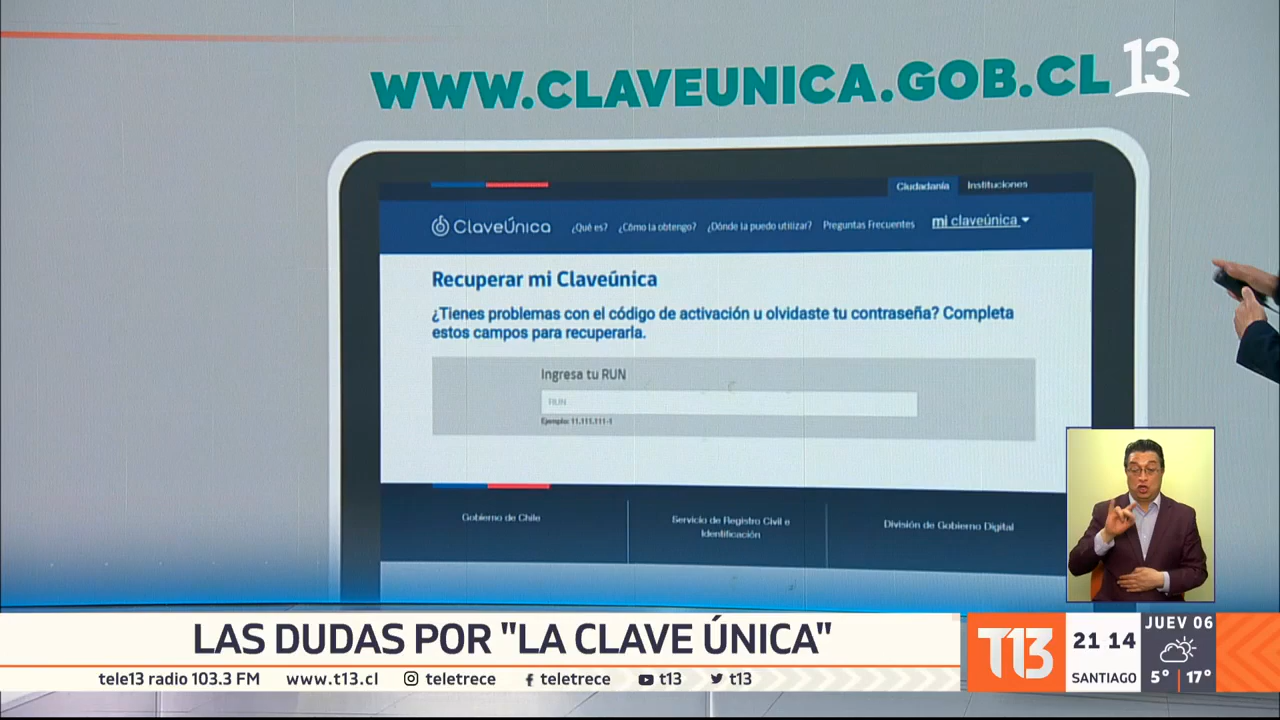 WWW.CLAVEUNICA.GOB.CL
13
Ciudadanía
Instituciones
ClaveÚnica
¿Qué es?
¿Cómo la obtengo?
¿Dónde la puedo utilizar?
Preguntas Frecuentes
mi claveúnica
Recuperar mi Claveúnica
¿Tienes problemas con el código de activación u olvidaste tu contraseña? Completa
estos campos para recuperarla.
Ingresa tu RUN
RUN
Ejemplo: 11.111.111-1
Gobierno de Chile
Servicio de Registro Civil e
Identificación
División de Gobierno Digital
LAS DUDAS POR "LA CLAVE ÚNICA"
tele13 radio 103.3 FM
www.t13.cl
teletrece
teletrece
t13
t13
T13
21 14
SANTIAGO
JUEV 06
5° 17°